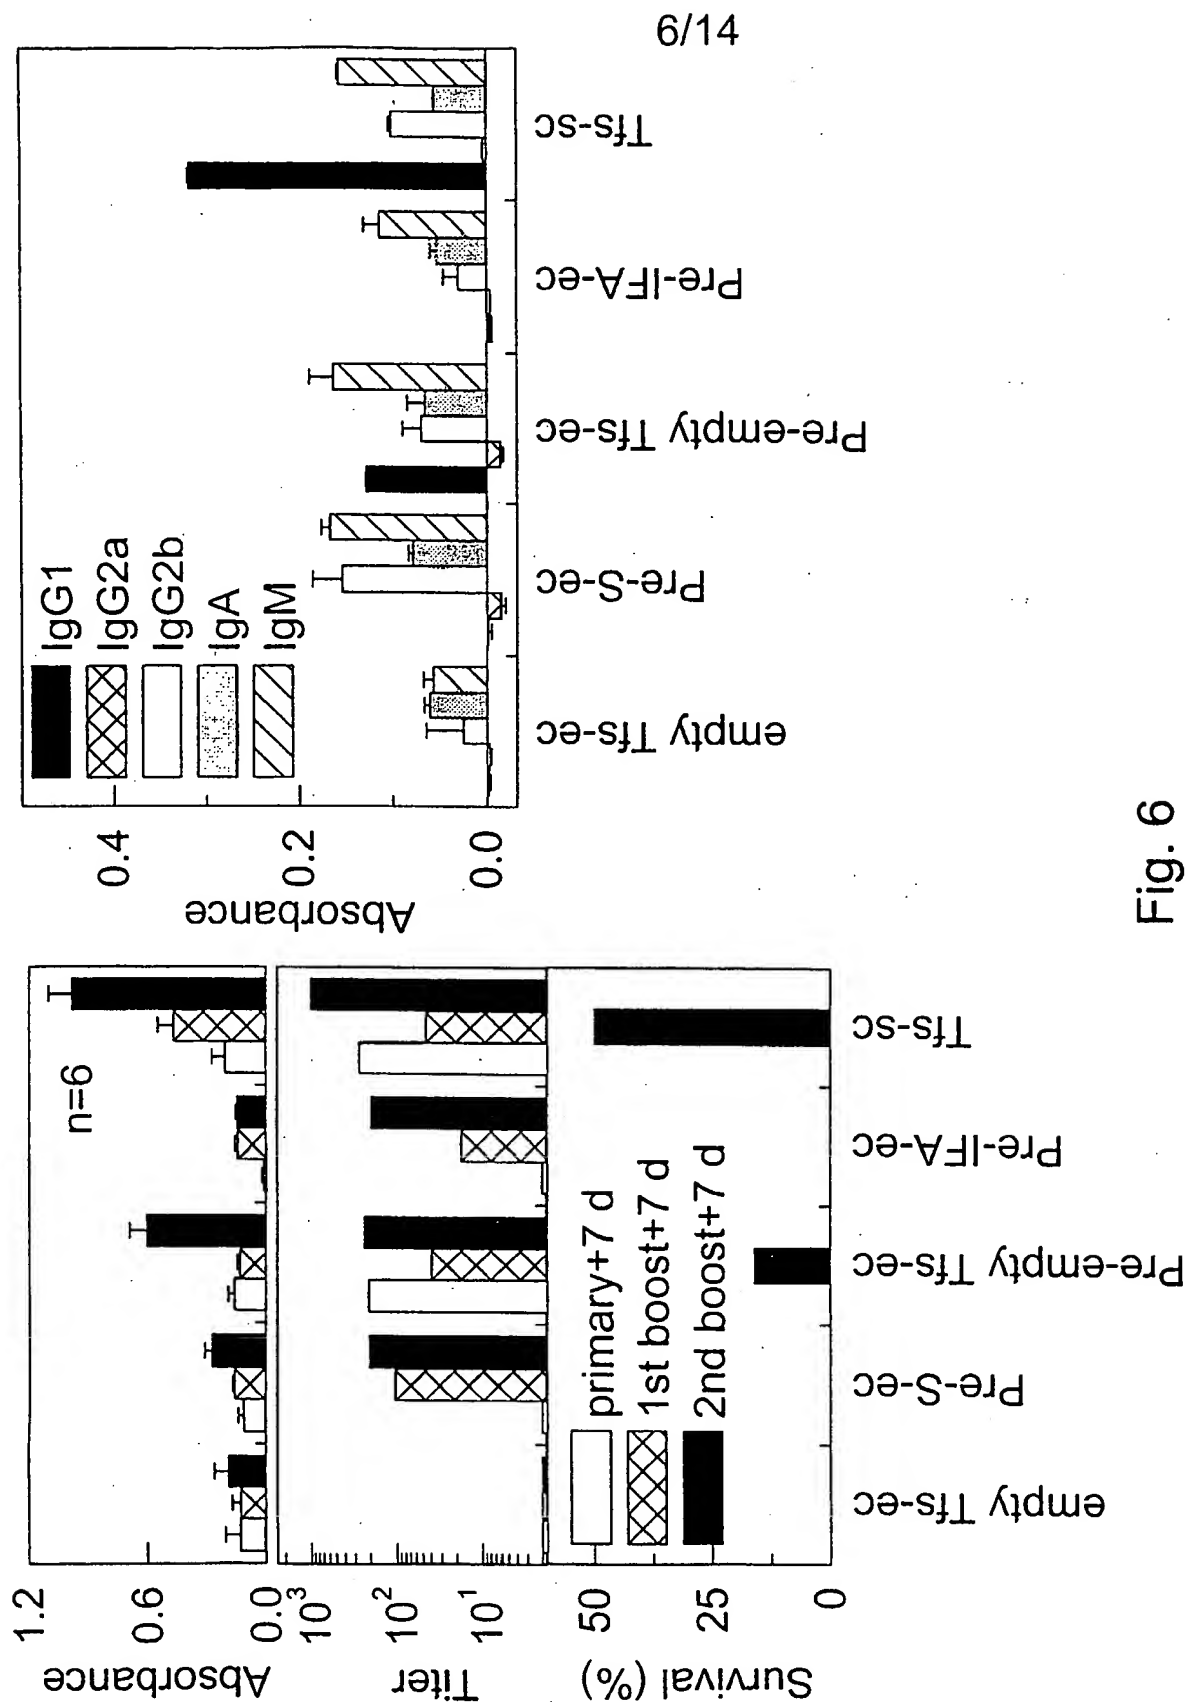 6/14
Absorbance
1.2
0.6
0.0
n=6
Titer
10³
10²
10¹
Survival (%)
50
25
0
primary+7 d
1st boost+7 d
2nd boost+7 d
empty Tfs-ec
Pre-S-ec
Pre-empty Tfs-ec
Pre-IFA-ec
Tfs-sc
Absorbance
0.4
0.2
0.0
IgG1
IgG2a
IgG2b
IgA
IgM
empty Tfs-ec
Pre-S-ec
Pre-empty Tfs-ec
Pre-IFA-ec
Tfs-sc
Fig. 6